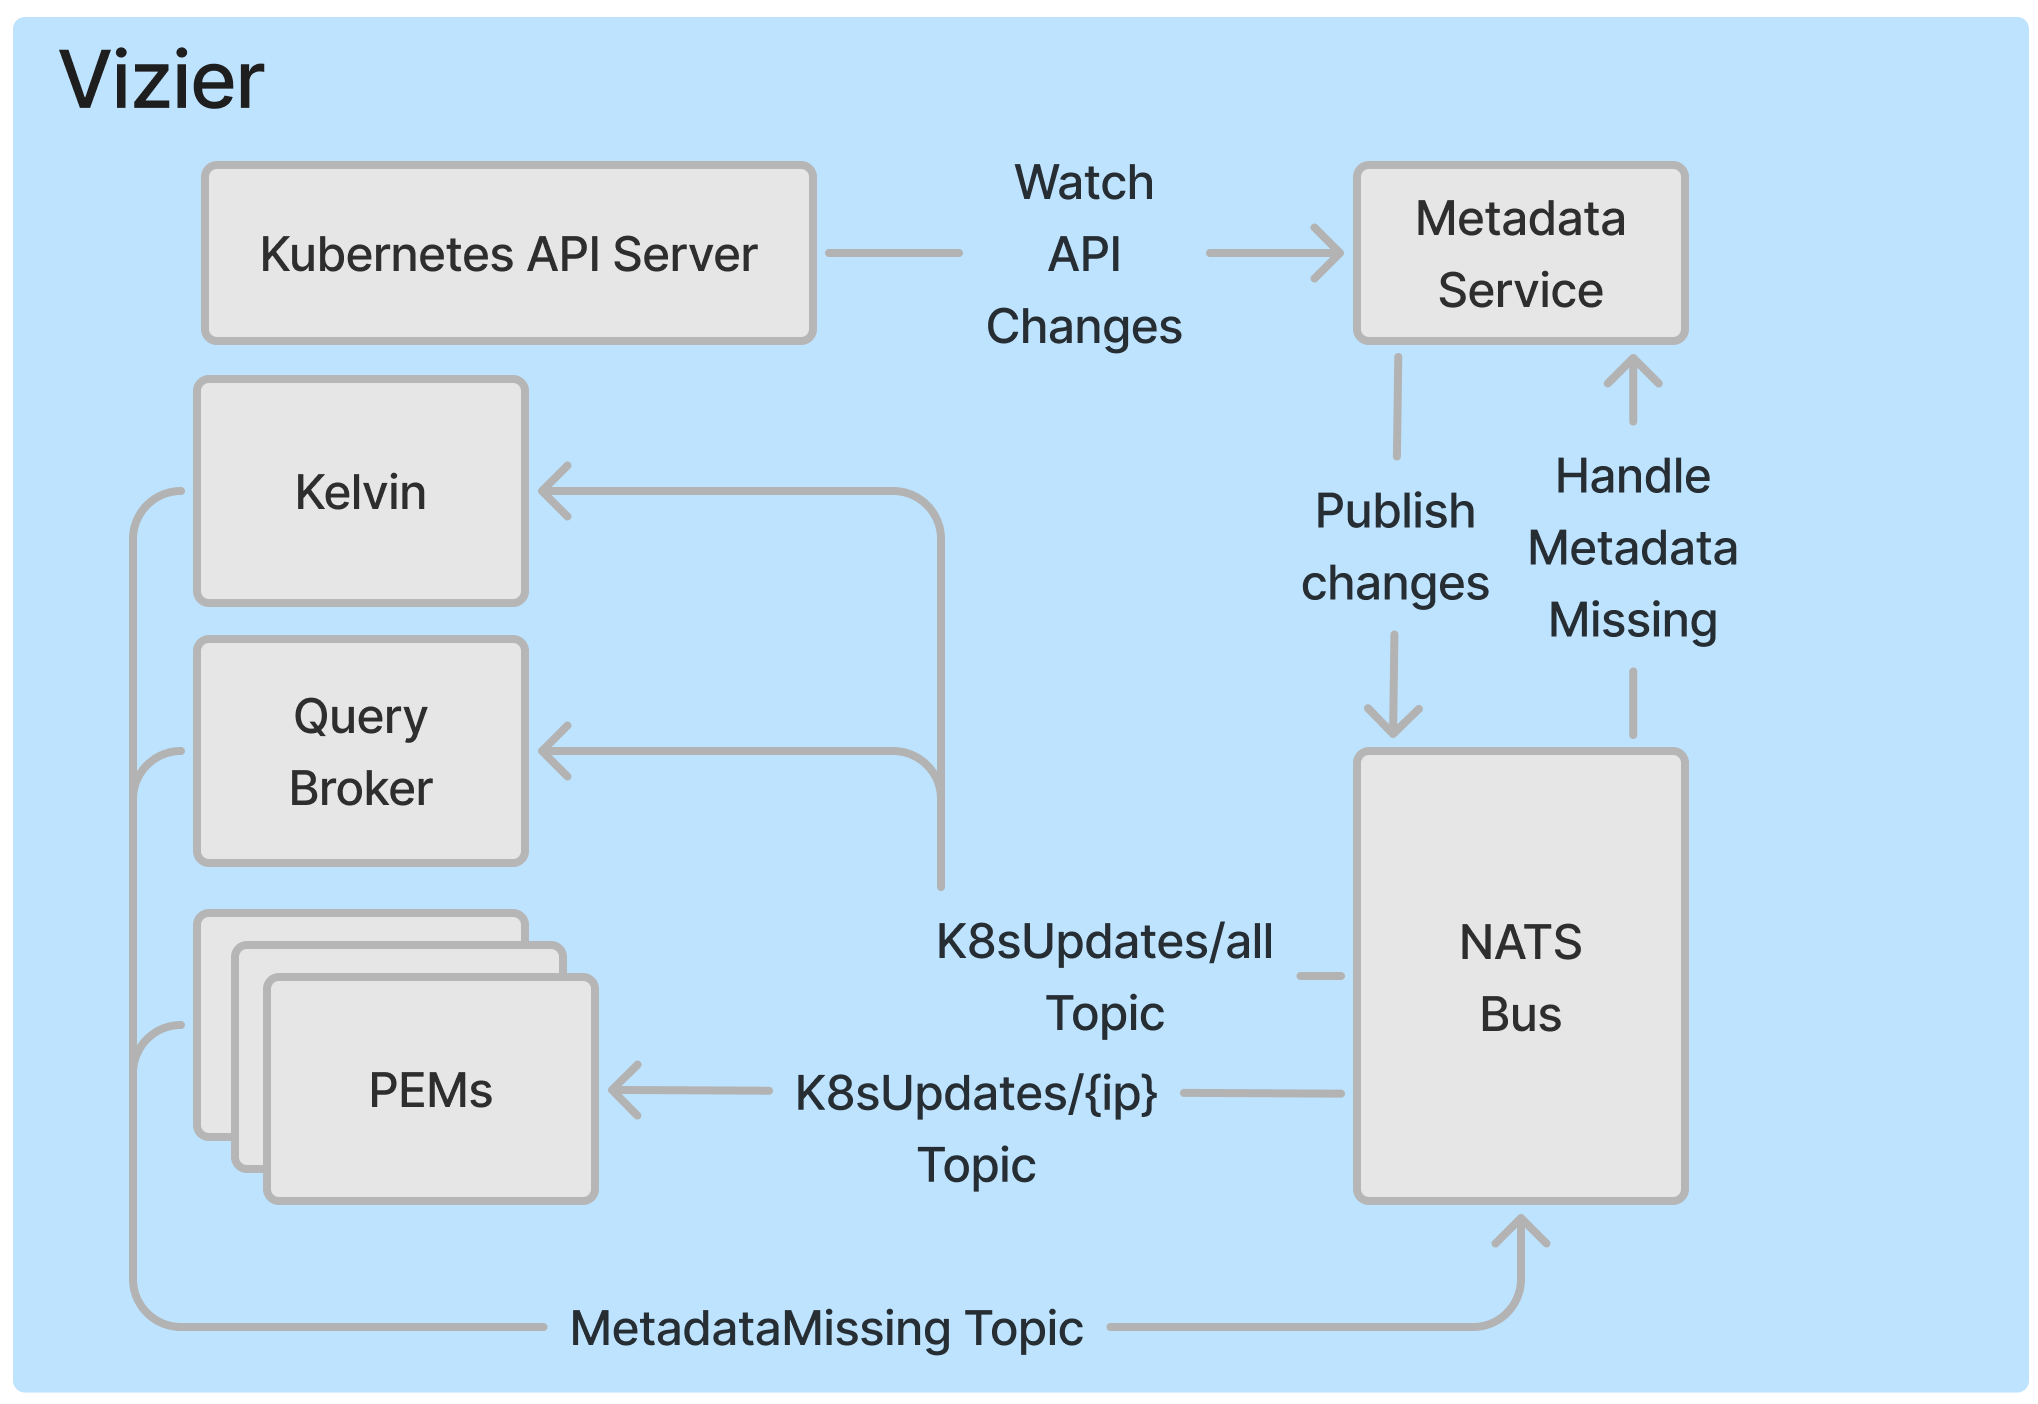 Vizier
Kubernetes API Server
Watch
API
Changes
Metadata
Service
Kelvin
Publish
changes
Handle
Metadata
Missing
Query
Broker
K8sUpdates/all
Topic
NATS
Bus
PEMs
K8sUpdates/{ip}
Topic
MetadataMissing Topic